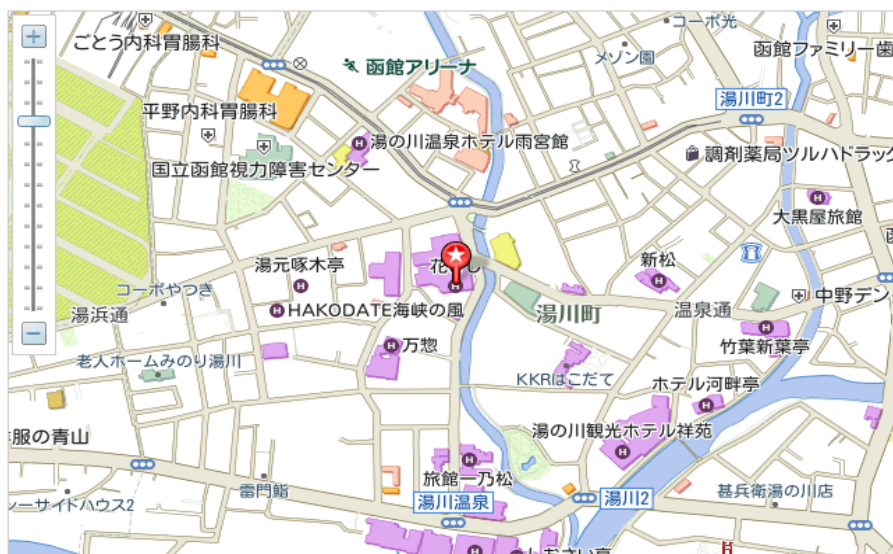 コーポ光
ごとう内科胃腸科
函館アリーナ
メゾン園
函館ファミリー歯
湯川町2
平野内科胃腸科
湯の川温泉ホテル雨宮館
調剤薬局ツルハドラッグ
国立函館視力障害センター
大黒屋旅館
函
湯元啄木亭
花
し
新松
コーポやつき
湯浜通
HAKODATE海峡の風
湯川町
温泉通
中野デン
万惣
竹葉新葉亭
老人ホームみのり湯川
KKRはこだて
ホテル河畔亭
服の青山
湯の川観光ホテル祥苑
旅館一乃松
雷門鮨
シーサイドハウス2
湯川温泉
湯川2
甚兵衛湯の川店